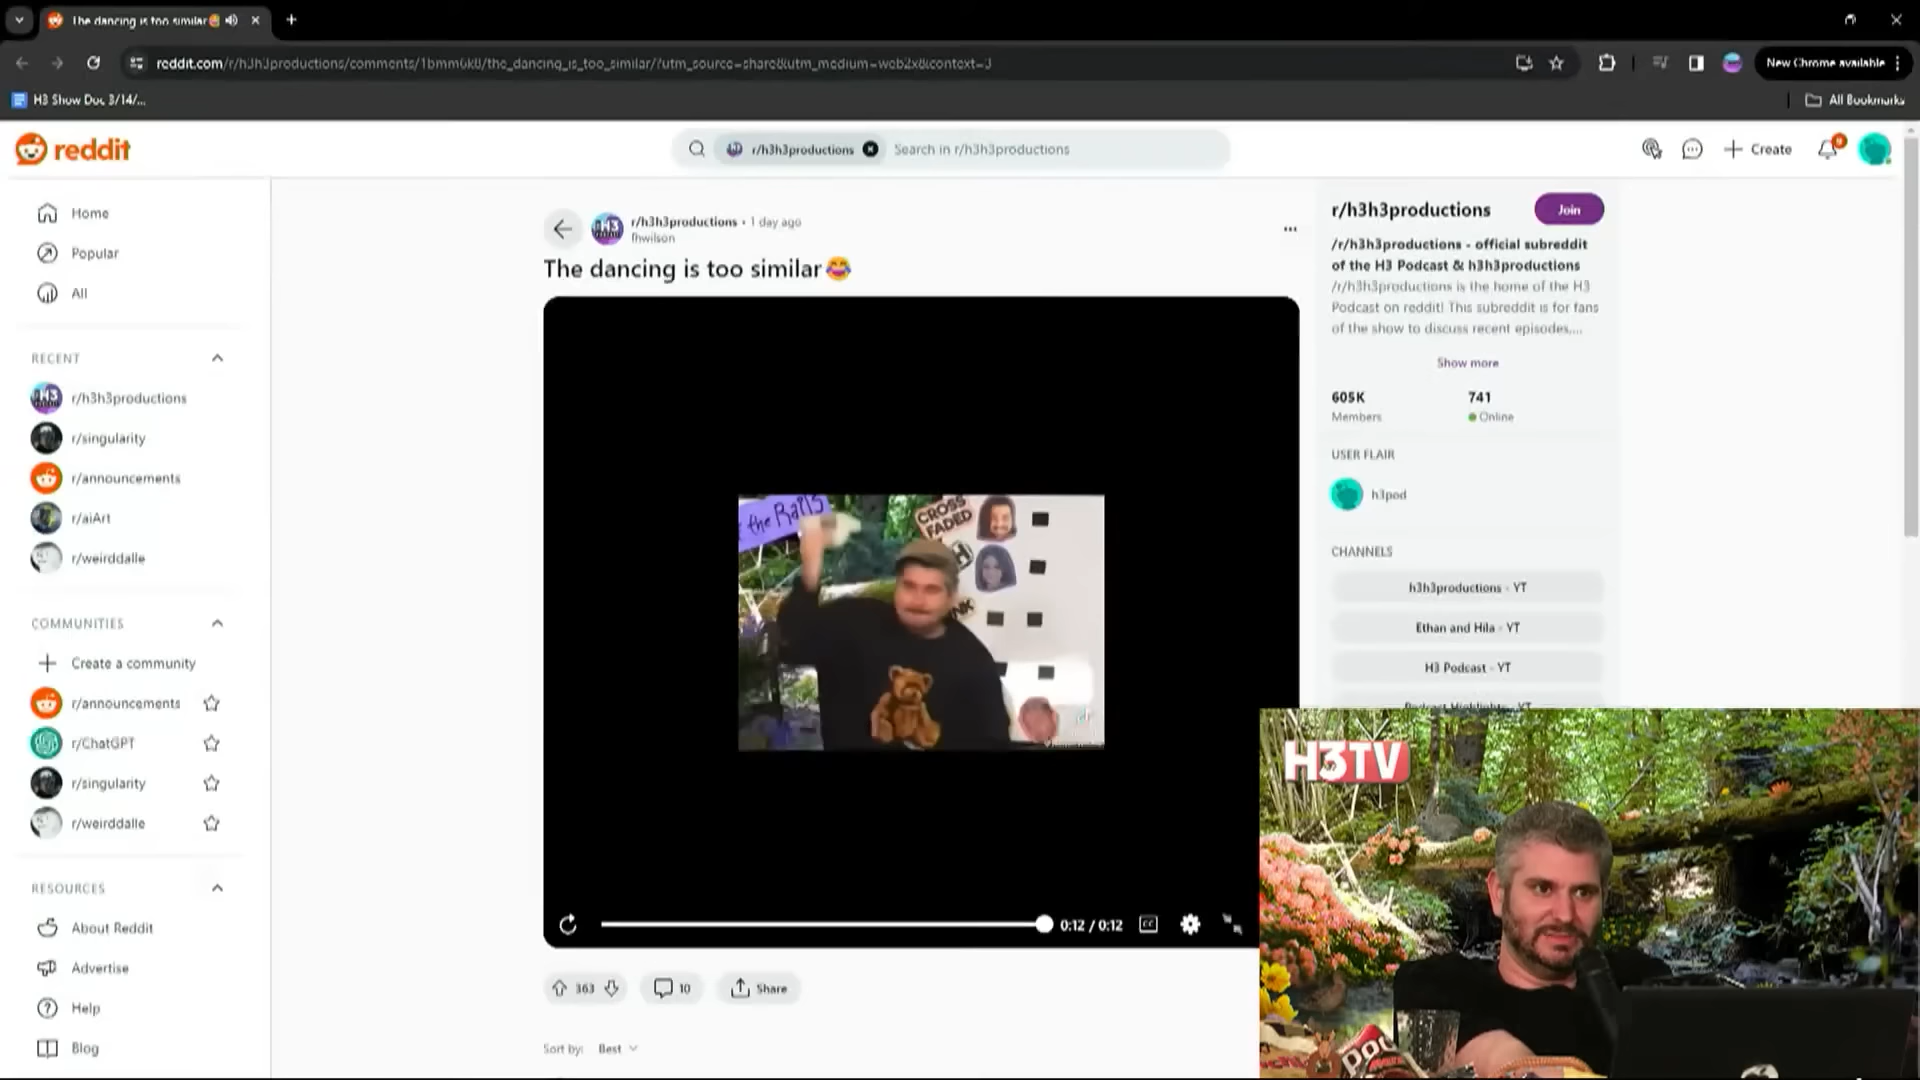 The dancing is too similar😂
reddit.com/r/h3h3productions/comments/1bmm6k8/the_dancing_is_too_similar/?utm_source=share&utm_medium=web2x&context=3
New Chrome available
H3 Show Doc 3/14/...
All Bookmarks
reddit
r/h3h3productions
Search in r/h3h3productions
Create
Home
Popular
All
RECENT
r/h3h3productions
r/singularity
r/announcements
r/aiArt
r/weirddalle
COMMUNITIES
Create a community
r/announcements
r/ChatGPT
r/singularity
r/weirddalle
RESOURCES
About Reddit
Advertise
Help
Blog
r/h3h3productions • 1 day ago
fhwilson
The dancing is too similar😂
the Rails
CROSS
FADED
0:12 / 0:12
CC
363
10
Share
Sort by: Best
r/h3h3productions
Join
/r/h3h3productions - official subreddit
of the H3 Podcast & h3h3productions
/r/h3h3productions is the home of the H3
Podcast on reddit! This subreddit is for fans
of the show to discuss recent episodes,...
Show more
605K
Members
741
Online
USER FLAIR
h3pod
CHANNELS
h3h3productions - YT
Ethan and Hila - YT
H3 Podcast - YT
Podcast Highlights - YT
H3TV